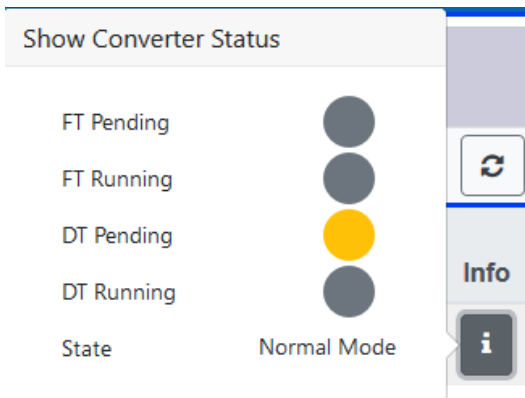 Show Converter Status
FT Pending
FT Running
DT Pending
DT Running
State Normal Mode
Info
i